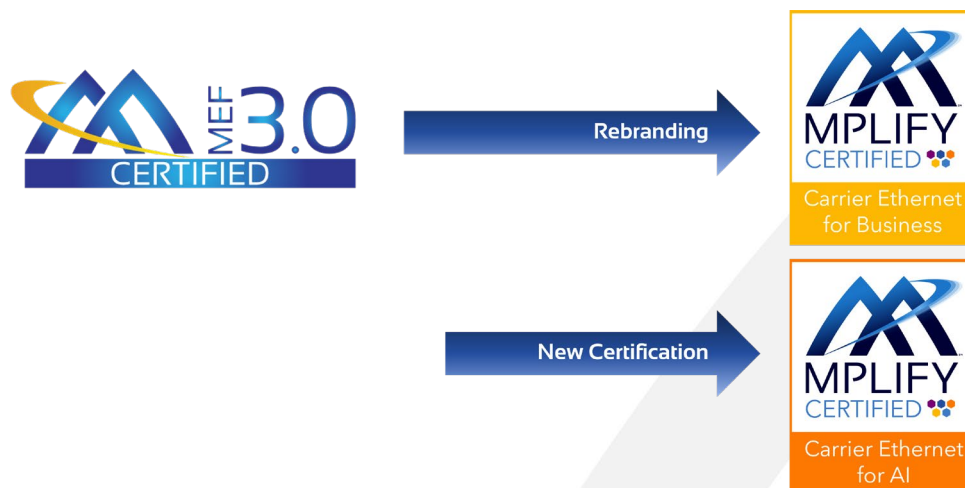 MEF 3.0
CERTIFIED
Rebranding
MPLIFY
CERTIFIED
Carrier Ethernet
for Business
New Certification
MPLIFY
CERTIFIED
Carrier Ethernet
for AI